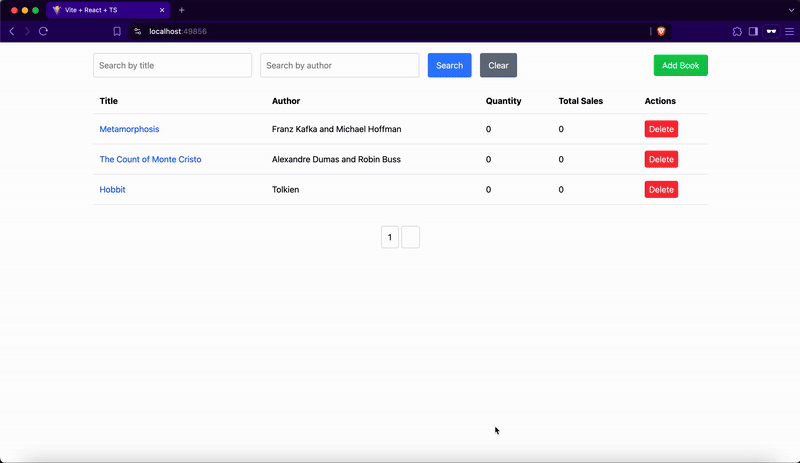 Vite + React + TS
localhost:49856
Search by title Search by author Search Clear Add Book
Title Author Quantity Total Sales Actions
Metamorphosis Franz Kafka and Michael Hoffman 0 0 Delete
The Count of Monte Cristo Alexandre Dumas and Robin Buss 0 0 Delete
Hobbit Tolkien 0 0 Delete
1